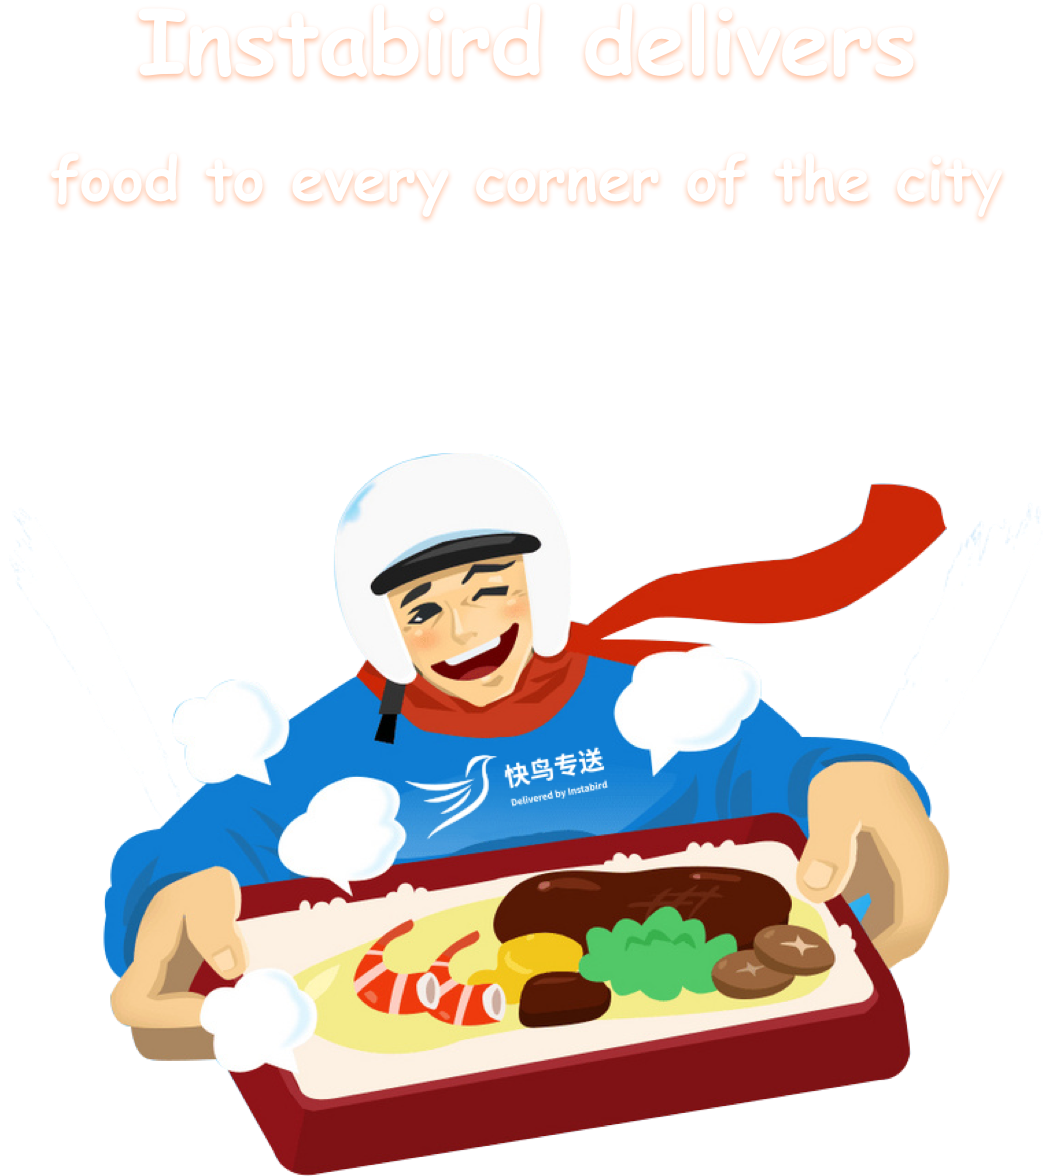 Instabird delivers
food to every corner of the city
快鸟专送
Delivered by Instabird